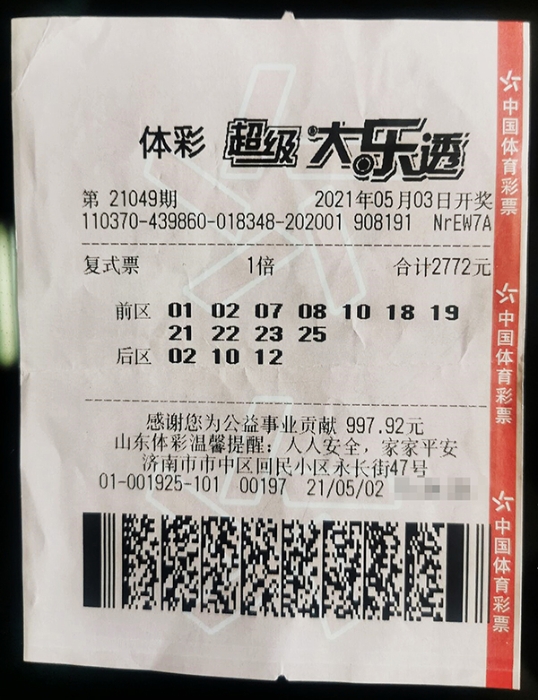 体彩 超级大乐透
第 21049期 2021年05月03日开奖
110370-439860-018348-202001 908191 NrEW7A
复式票 1倍 合计2772元
前区 01 02 07 08 10 18 19
21 22 23 25
后区 02 10 12
感谢您为公益事业贡献 997.92元
山东体彩温馨提醒：人人安全，家家平安
济南市市中区回民小区永长街47号
01-001925-101 00197 21/05/02
中国体育彩票
中国体育彩票
中国体育彩票